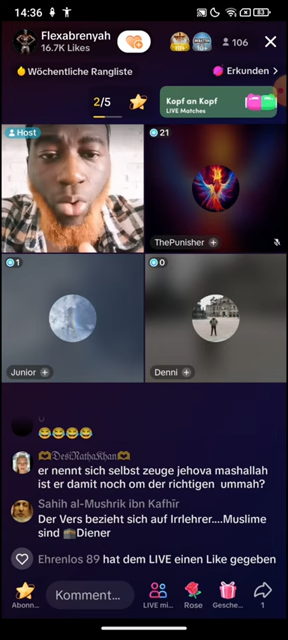 14:36
83
Flexabrenyah
16.7K Likes
106
Wöchentliche Rangliste
Erkunden >
2/5
Kopf an Kopf
LIVE Matches
Host
21
ThePunisher +
1
0
Junior +
Denni +
😂😂😂😂
🫶DesiNathaKhan🫶
er nennt sich selbst zeuge jehova mashallah
ist er damit noch om der richtigen ummah?
Sahih al-Mushrik ibn Kafhīr
Der Vers bezieht sich auf Irrlehrer....Muslime
sind 🕋Diener
Ehrenlos 89 hat dem LIVE einen Like gegeben
Abonn...
Komment...
LIVE mi...
Rose
Gesche...
1